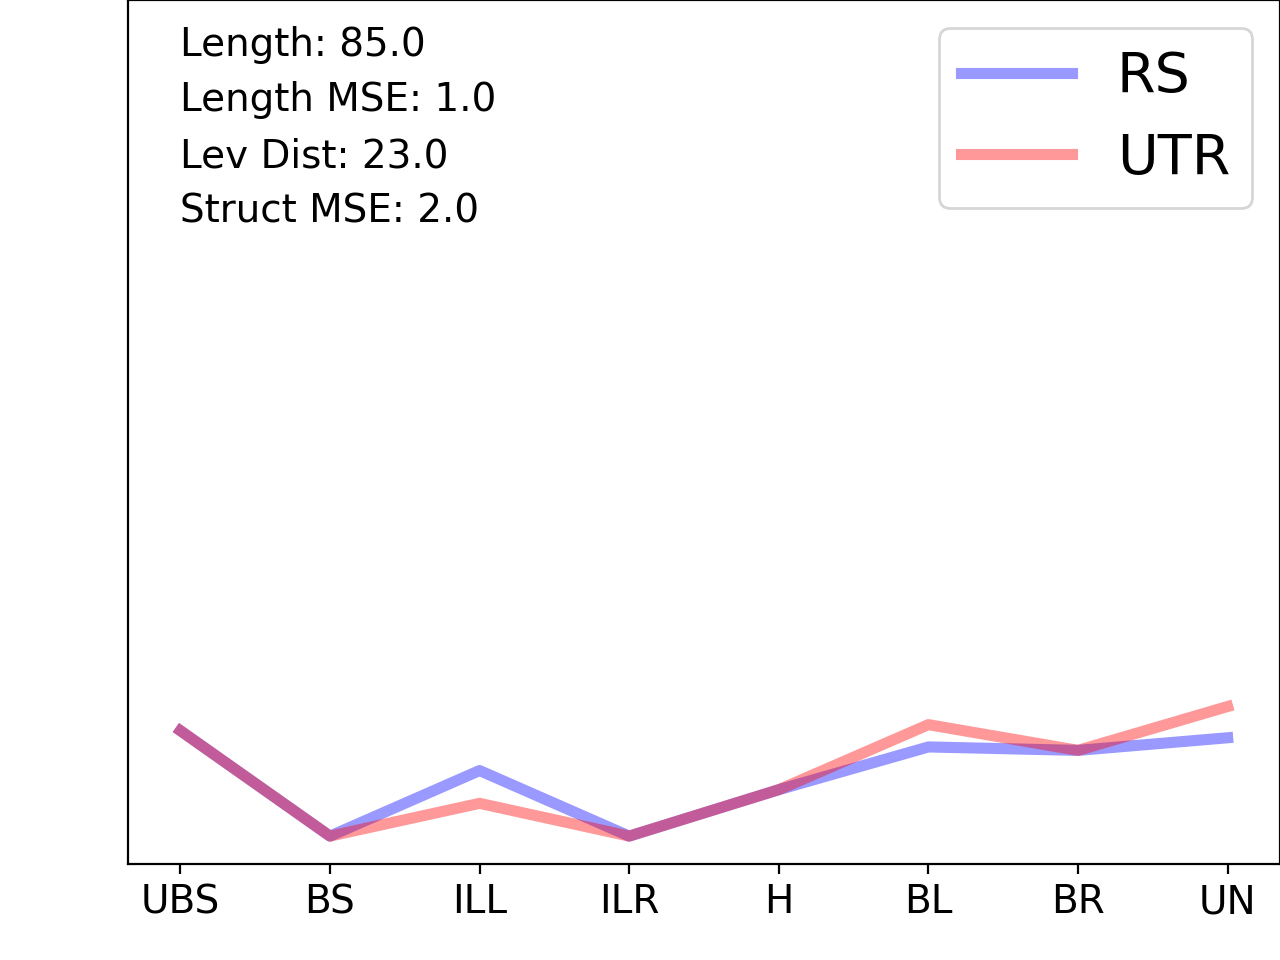 Length: 85.0
Length MSE: 1.0
Lev Dist: 23.0
Struct MSE: 2.0
RS
UTR
UBS BS ILL ILR H BL BR UN